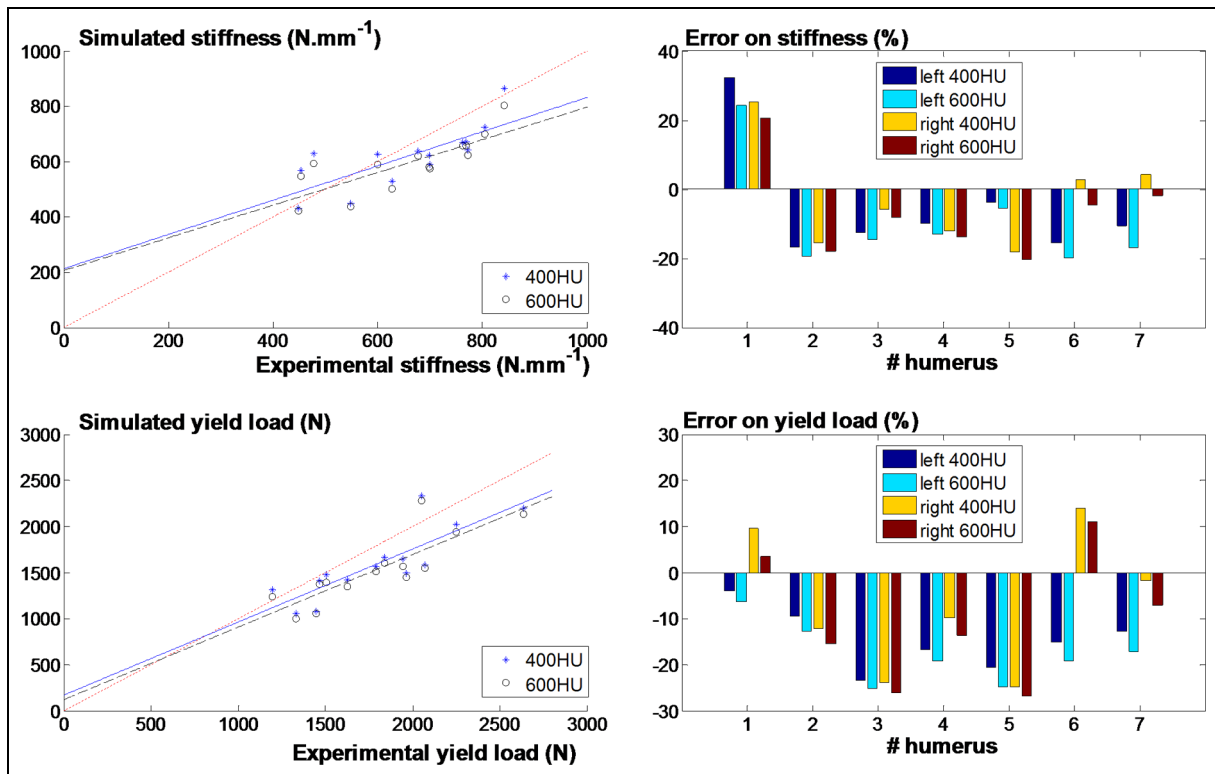 Simulated stiffness (N.mm-1)
1000
800
600
400
200
0
0 200 400 600 800 1000
Experimental stiffness (N.mm-1)
400HU
600HU
Error on stiffness (%)
40
20
0
-20
-40
left 400HU
left 600HU
right 400HU
right 600HU
1 2 3 4 5 6 7
# humerus
Simulated yield load (N)
3000
2500
2000
1500
1000
500
0
0 500 1000 1500 2000 2500 3000
Experimental yield load (N)
400HU
600HU
Error on yield load (%)
30
20
10
0
-10
-20
-30
left 400HU
left 600HU
right 400HU
right 600HU
1 2 3 4 5 6 7
# humerus